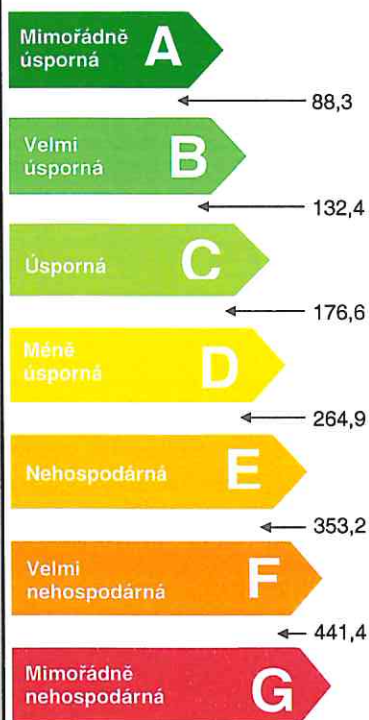 Mimořádně
úsporná
A
88,3
Velmi
úsporná
B
132,4
Úsporná
C
176,6
Méně
úsporná
D
264,9
Nehospodárná
E
353,2
Velmi
nehospodárná
F
441,4
Mimořádně
nehospodárná
G